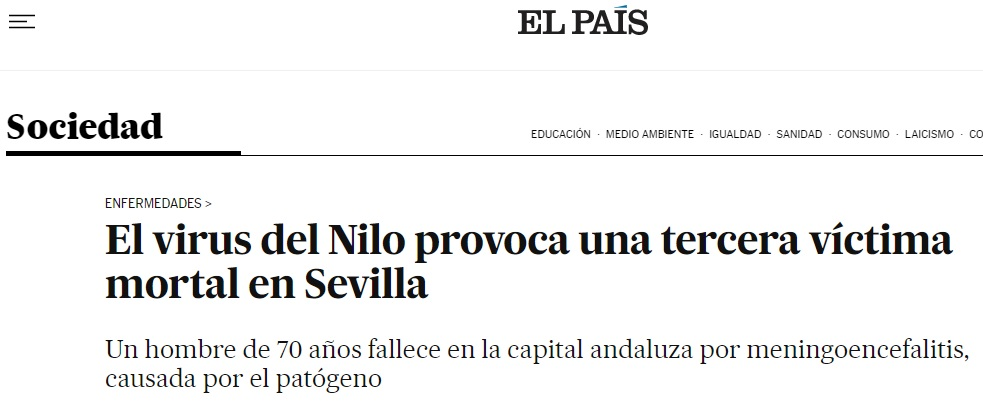 EL PAÍS
Sociedad
EDUCACIÓN · MEDIO AMBIENTE · IGUALDAD · SANIDAD · CONSUMO · LAICISMO · CO
ENFERMEDADES >
El virus del Nilo provoca una tercera víctima
mortal en Sevilla
Un hombre de 70 años fallece en la capital andaluza por meningoencefalitis,
causada por el patógeno